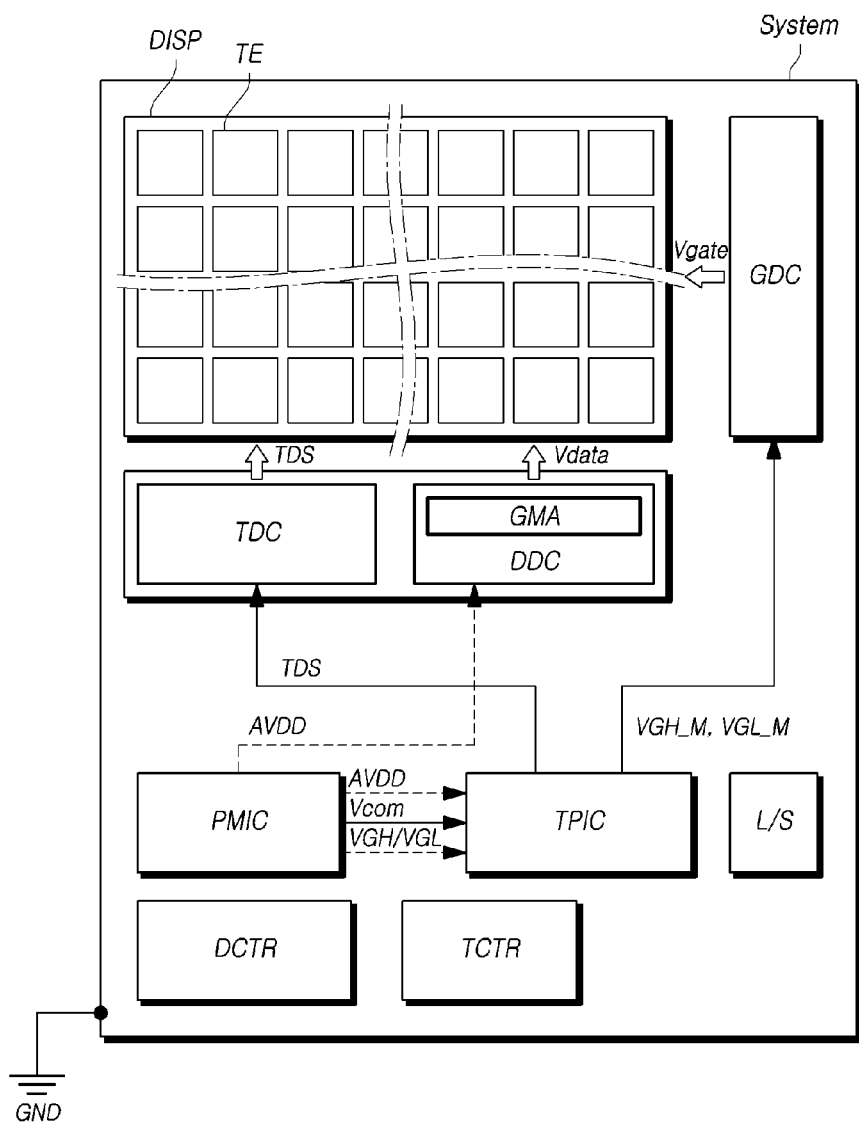 System
DISP
TE
Vgate
GDC
TDS
Vdata
TDC
GMA
DDC
TDS
AVDD
VGH_M, VGL_M
PMIC
AVDD
Vcom
VGH/VGL
TPIC
L/S
DCTR
TCTR
GND